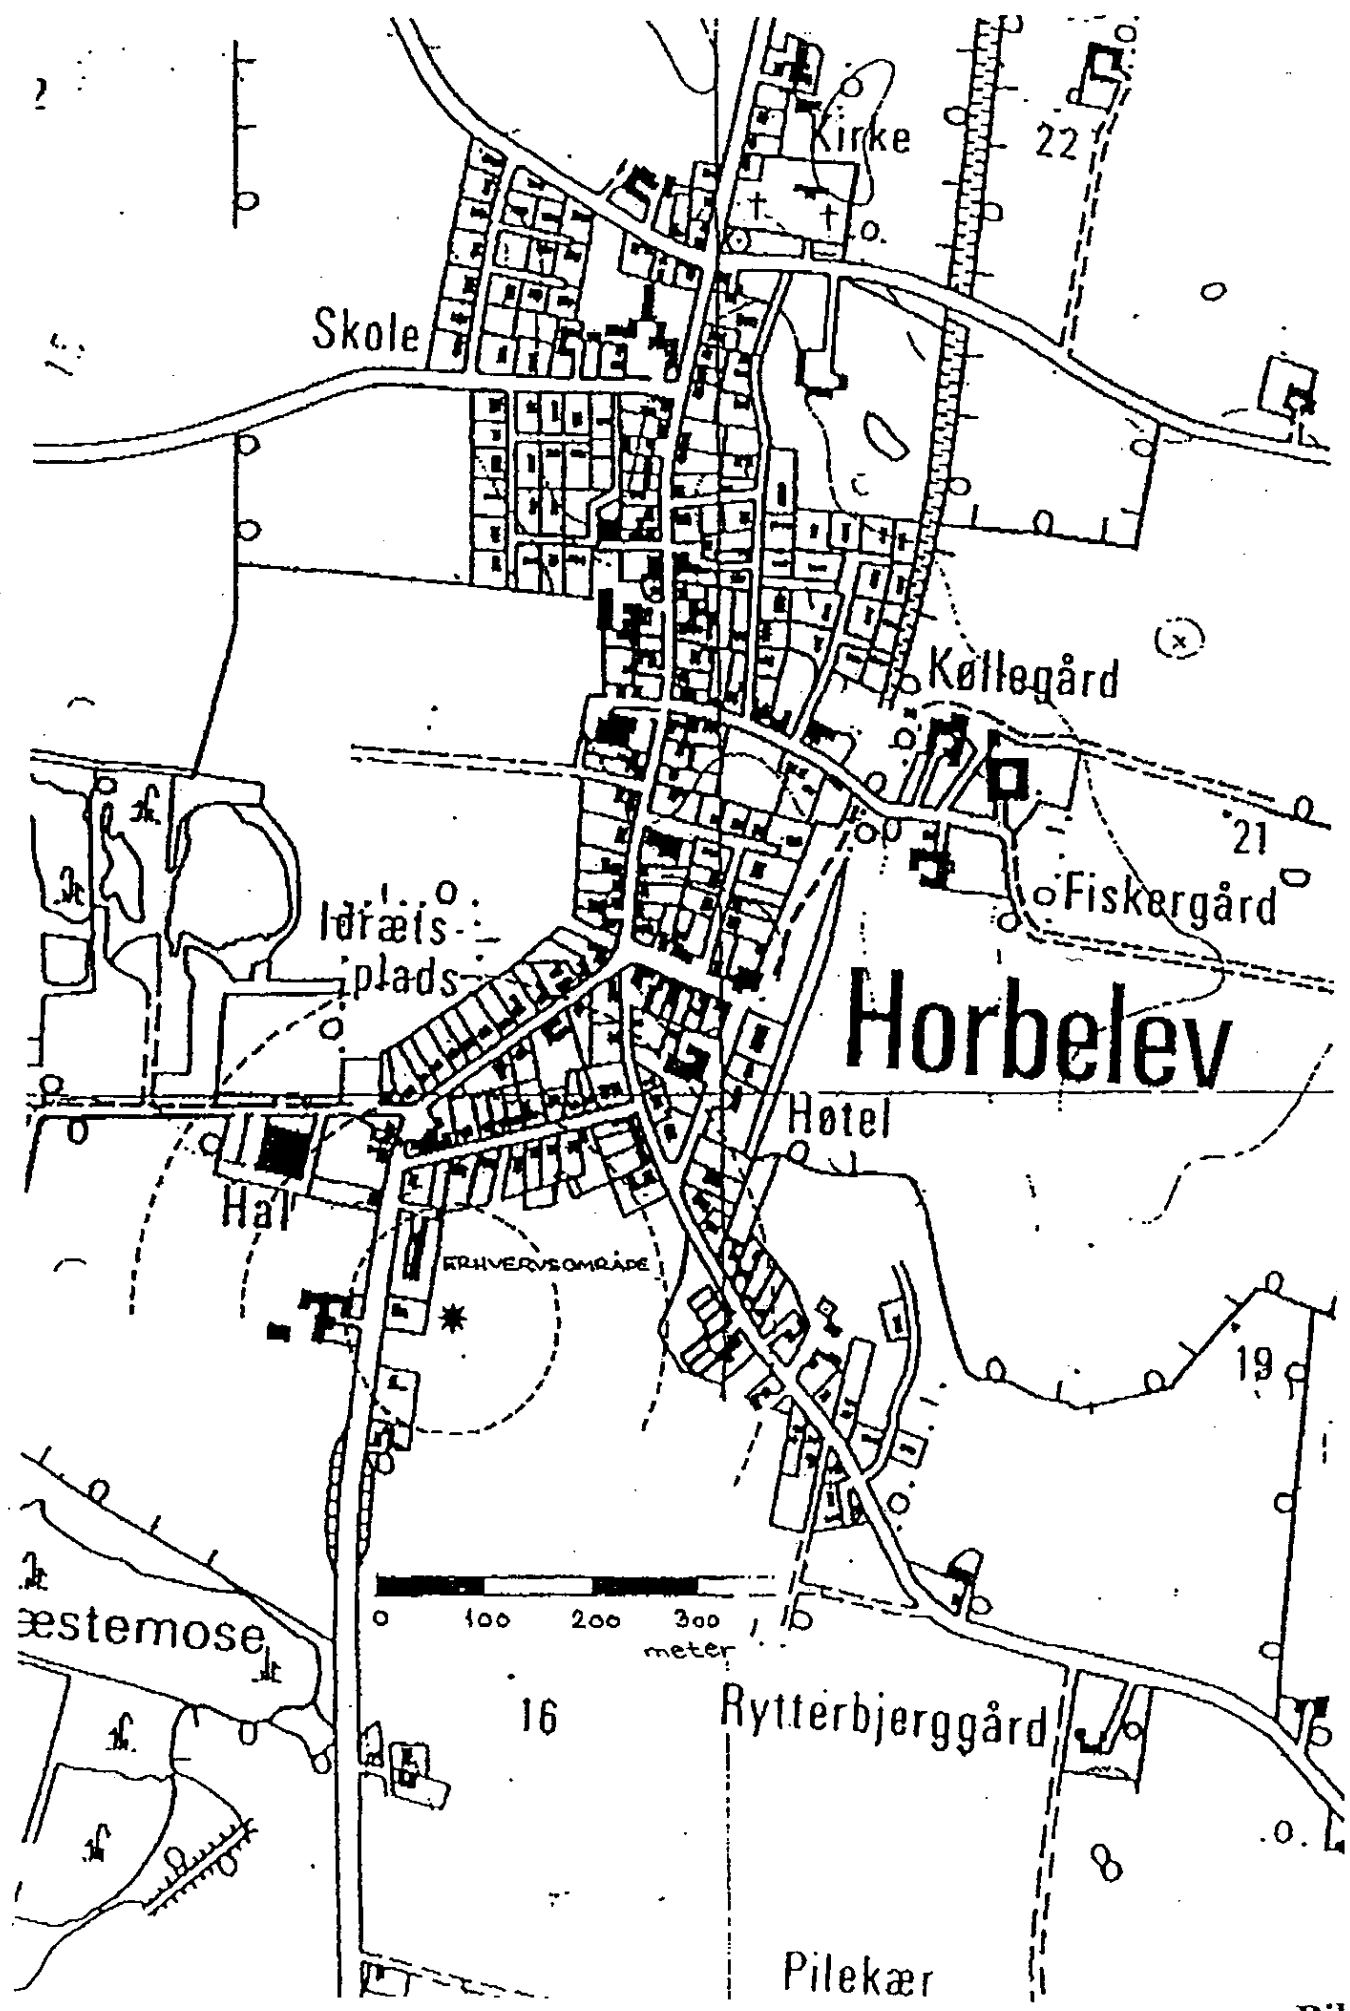 2
Kirke
22
Skole
Køllegård
21
Fiskergård
Idræts-
plads
Horbelev
Hotel
Hal
ERHVERVSOMRÅDE
19
0 100 200 300
meter
æstemose
16
Rytterbjerggård
Pilekær